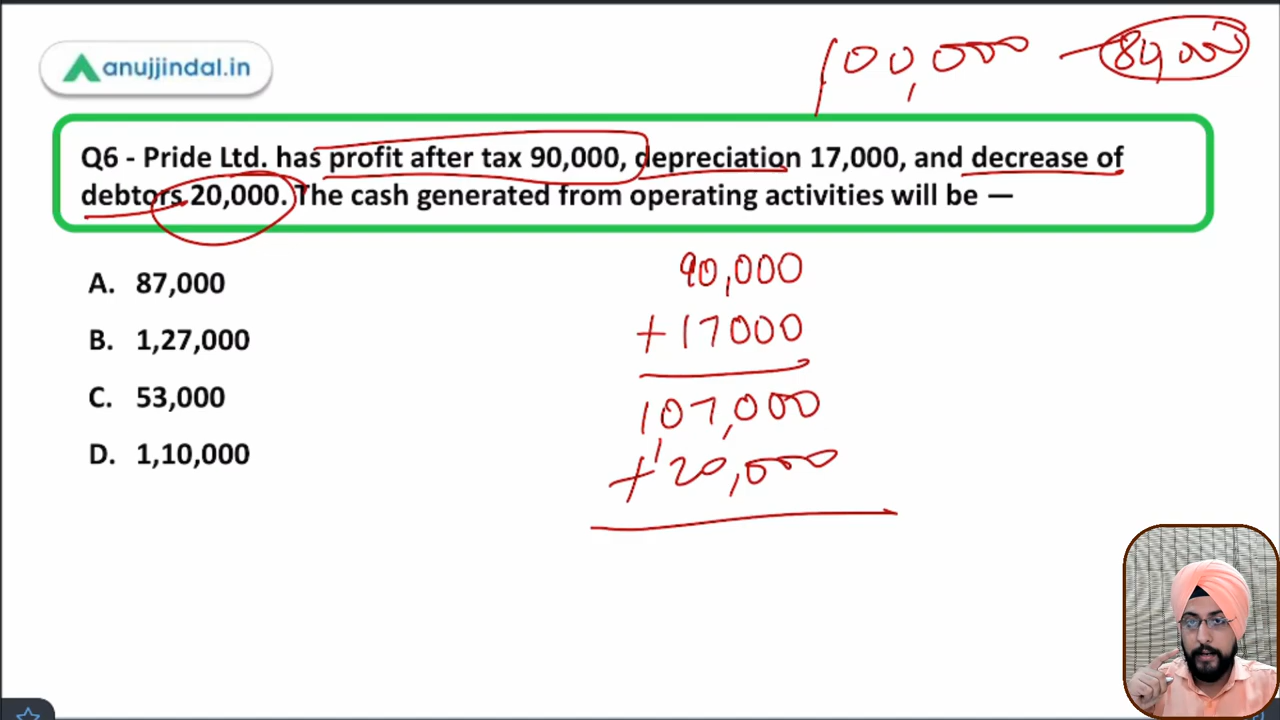 100,000 — 80,000
anujjindal.in
Q6 - Pride Ltd. has profit after tax 90,000, depreciation 17,000, and decrease of
debtors 20,000. The cash generated from operating activities will be —
A. 87,000
B. 1,27,000
C. 53,000
D. 1,10,000
90,000
+ 17000
107,000
+ 20,000